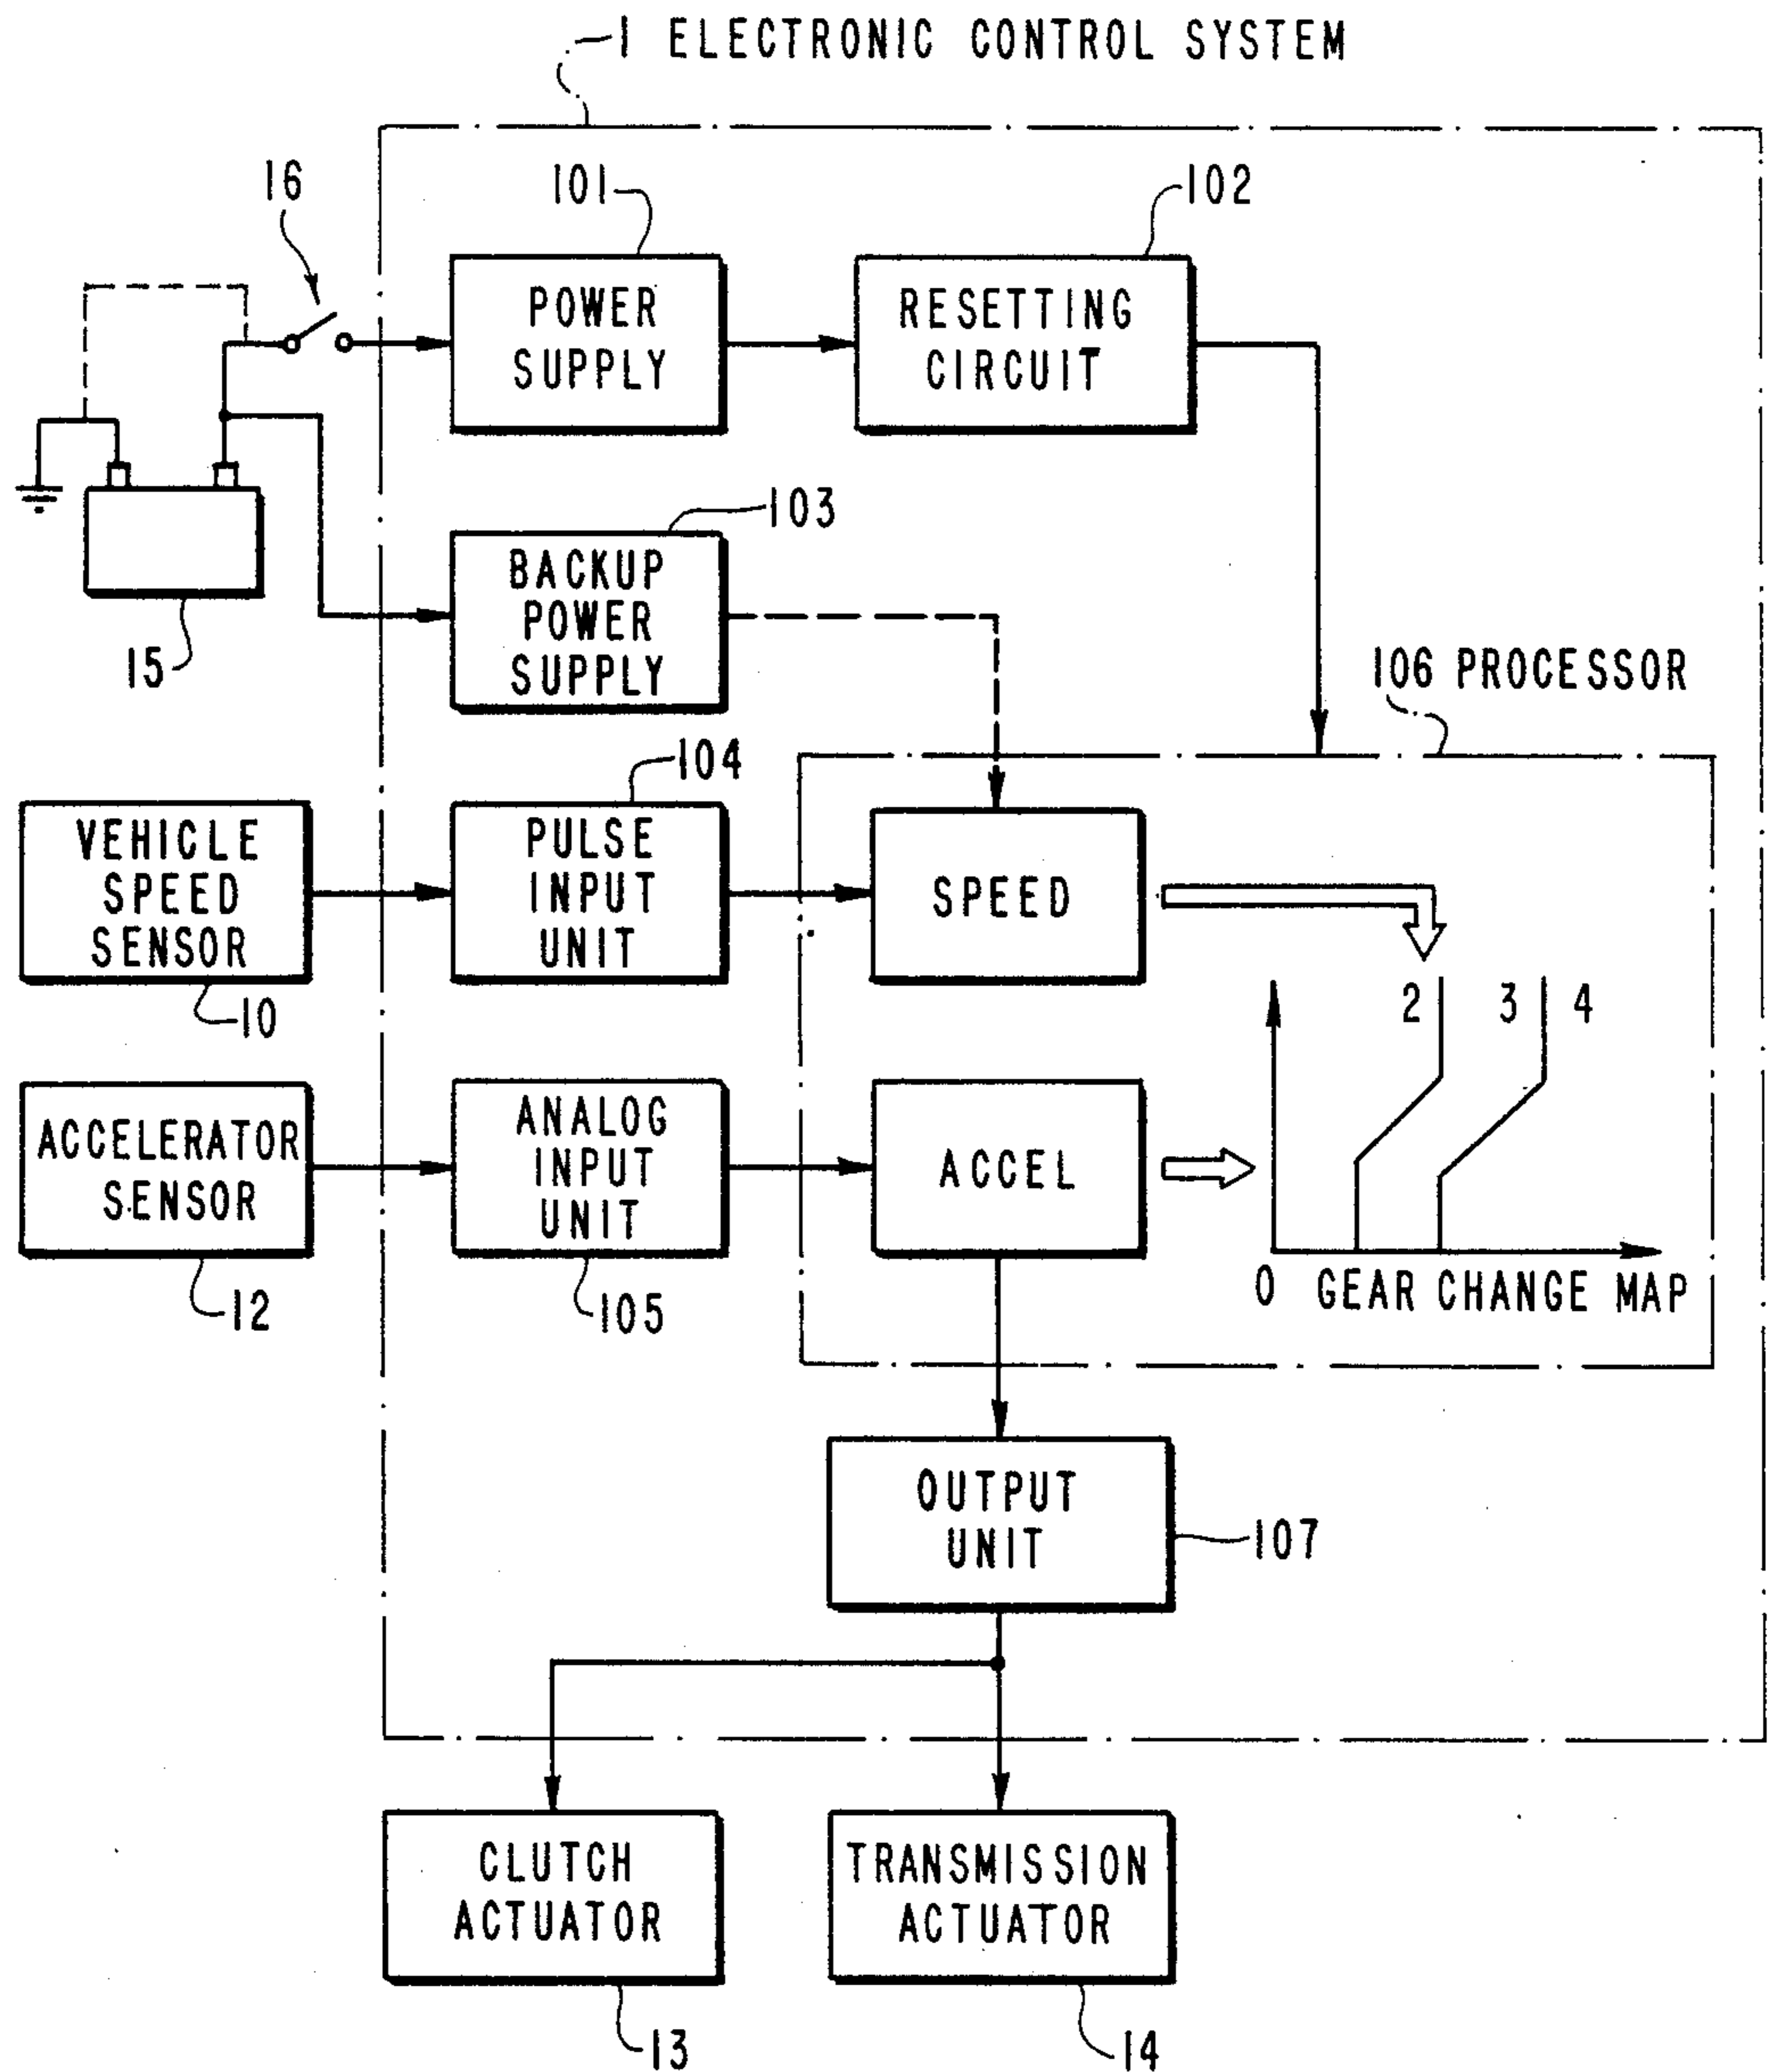 1 ELECTRONIC CONTROL SYSTEM
16
101
102
POWER
SUPPLY
RESETTING
CIRCUIT
103
BACKUP
POWER
SUPPLY
15
106 PROCESSOR
104
VEHICLE
SPEED
SENSOR
10
PULSE
INPUT
UNIT
SPEED
2
3
4
ACCELERATOR
SENSOR
12
ANALOG
INPUT
UNIT
105
ACCEL
0 GEAR CHANGE MAP
OUTPUT
UNIT
107
CLUTCH
ACTUATOR
13
TRANSMISSION
ACTUATOR
14